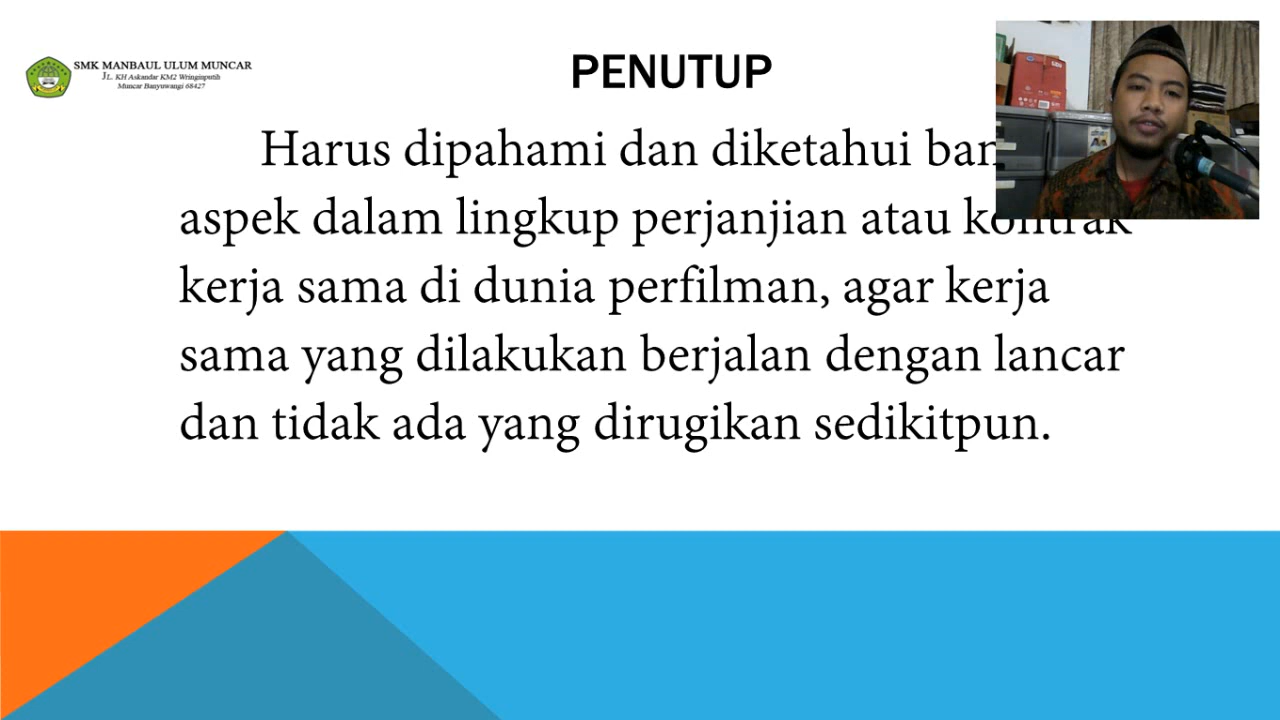 SMK MANBAUL ULUM MUNCAR
JL. KH Askandar KM2 Wringinputih
Muncar Banyuwangi 68427
PENUTUP
Harus dipahami dan diketahui
aspek dalam lingkup perjanjian atau kontrak
kerja sama di dunia perfilman, agar kerja
sama yang dilakukan berjalan dengan lancar
dan tidak ada yang dirugikan sedikitpun.